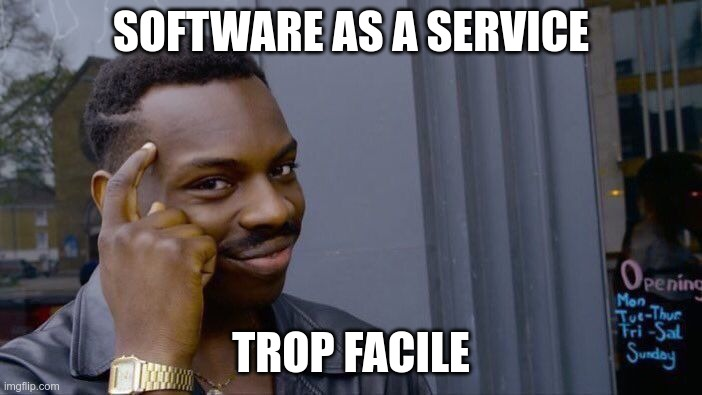 SOFTWARE AS A SERVICE
Opening
Mon
Tue-Thur
Fri-Sat
Sunday
TROP FACILE
imgflip.com